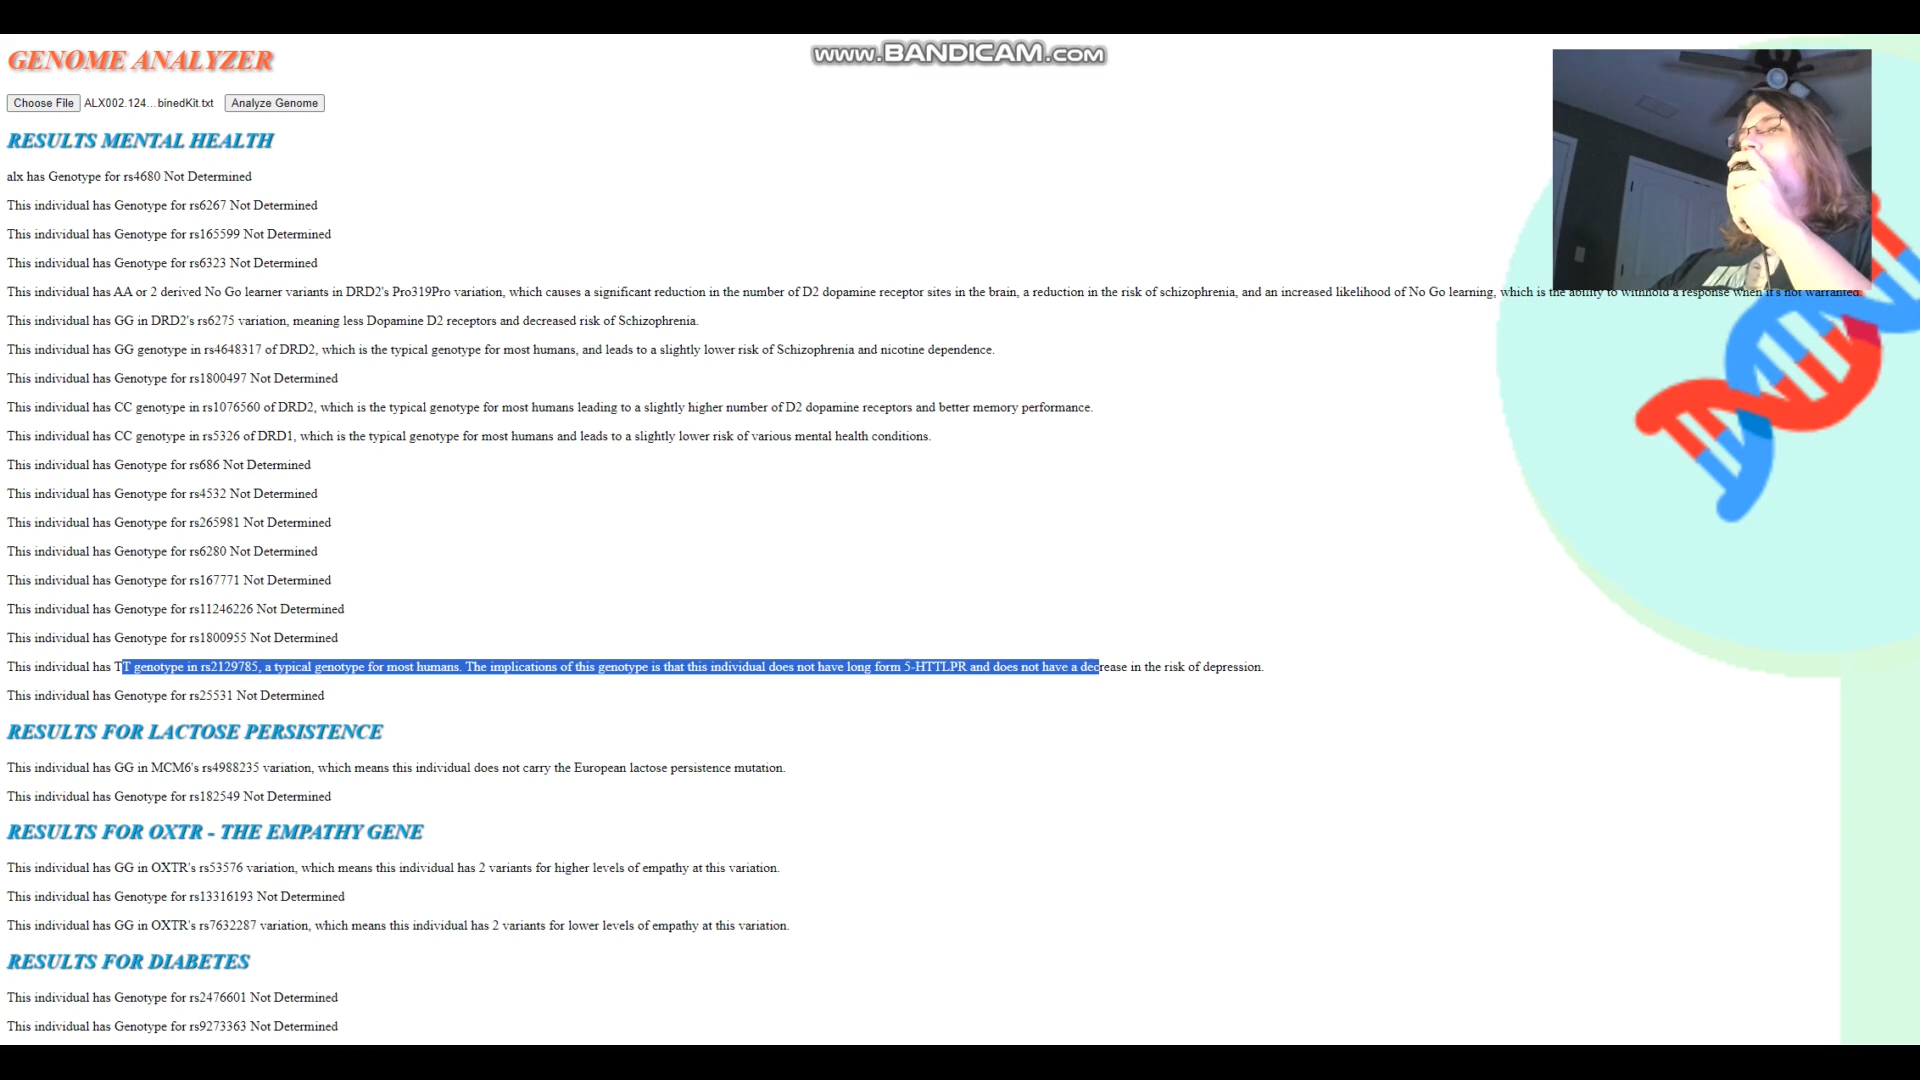 www.BANDICAM.com
GENOME ANALYZER
Choose File ALX002.124...binedKit.txt Analyze Genome
RESULTS MENTAL HEALTH
alx has Genotype for rs4680 Not Determined
This individual has Genotype for rs6267 Not Determined
This individual has Genotype for rs165599 Not Determined
This individual has Genotype for rs6323 Not Determined
This individual has AA or 2 derived No Go learner variants in DRD2's Pro319Pro variation, which causes a significant reduction in the number of D2 dopamine receptor sites in the brain, a reduction in the risk of schizophrenia, and an increased likelihood of No Go learning, which is the ability to withhold a response when it's not warranted.
This individual has GG in DRD2's rs6275 variation, meaning less Dopamine D2 receptors and decreased risk of Schizophrenia.
This individual has GG genotype in rs4648317 of DRD2, which is the typical genotype for most humans, and leads to a slightly lower risk of Schizophrenia and nicotine dependence.
This individual has Genotype for rs1800497 Not Determined
This individual has CC genotype in rs1076560 of DRD2, which is the typical genotype for most humans leading to a slightly higher number of D2 dopamine receptors and better memory performance.
This individual has CC genotype in rs5326 of DRD1, which is the typical genotype for most humans and leads to a slightly lower risk of various mental health conditions.
This individual has Genotype for rs686 Not Determined
This individual has Genotype for rs4532 Not Determined
This individual has Genotype for rs265981 Not Determined
This individual has Genotype for rs6280 Not Determined
This individual has Genotype for rs167771 Not Determined
This individual has Genotype for rs11246226 Not Determined
This individual has Genotype for rs1800955 Not Determined
This individual has TT genotype in rs2129785, a typical genotype for most humans. The implications of this genotype is that this individual does not have long form 5-HTTLPR and does not have a decrease in the risk of depression.
This individual has Genotype for rs25531 Not Determined
RESULTS FOR LACTOSE PERSISTENCE
This individual has GG in MCM6's rs4988235 variation, which means this individual does not carry the European lactose persistence mutation.
This individual has Genotype for rs182549 Not Determined
RESULTS FOR OXTR - THE EMPATHY GENE
This individual has GG in OXTR's rs53576 variation, which means this individual has 2 variants for higher levels of empathy at this variation.
This individual has Genotype for rs13316193 Not Determined
This individual has GG in OXTR's rs7632287 variation, which means this individual has 2 variants for lower levels of empathy at this variation.
RESULTS FOR DIABETES
This individual has Genotype for rs2476601 Not Determined
This individual has Genotype for rs9273363 Not Determined